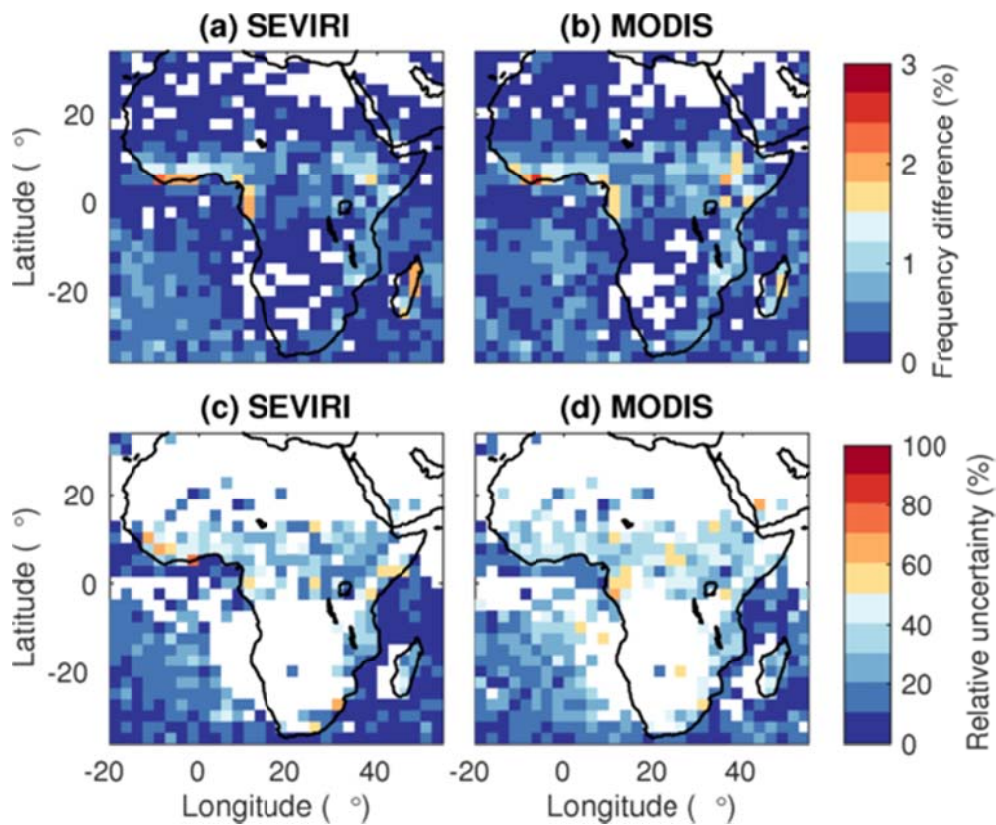 (a) SEVIRI
(b) MODIS
20
0
-20
Latitude ( °)
3
2
1
0
Frequency difference (%)
(c) SEVIRI
(d) MODIS
20
0
-20
Latitude ( °)
100
80
60
40
20
0
Relative uncertainty (%)
-20 0 20 40
-20 0 20 40
Longitude ( °)
Longitude ( °)